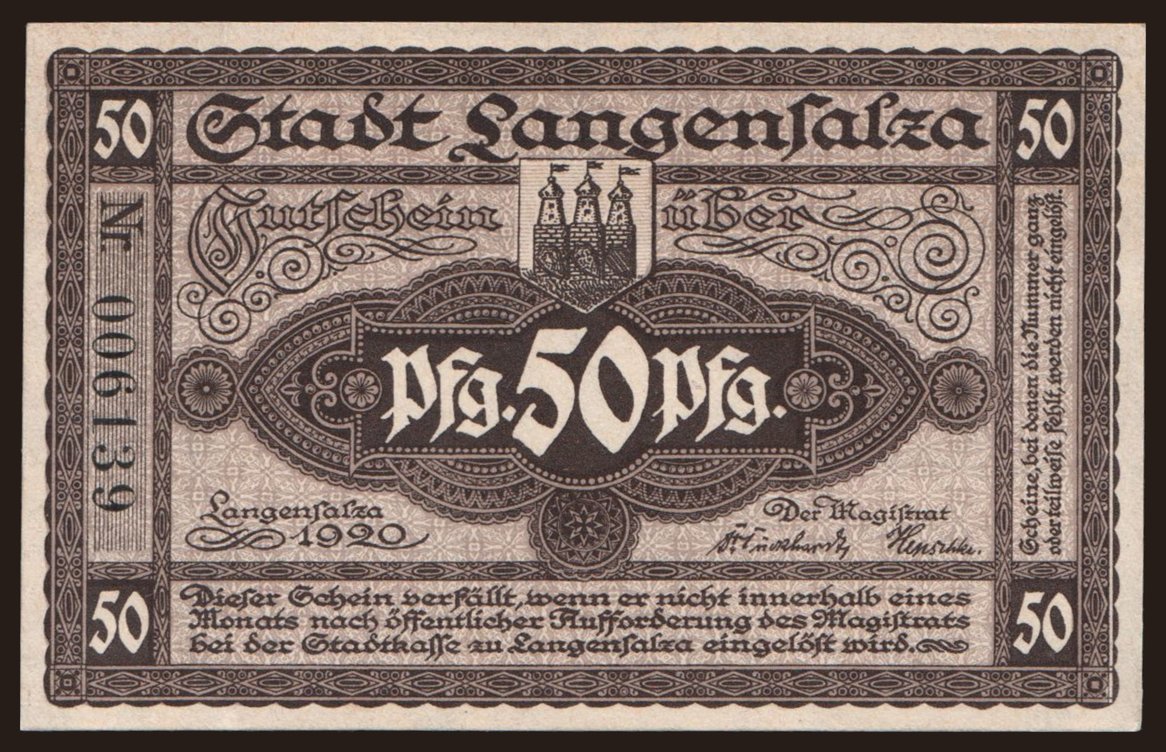 50
50
Stadt Langensalza
Gutschein über
Nr 006139
Pfg. 50 Pfg.
Langensalza
1920
Der Magistrat
Henschke.
Scheine, bei denen die Nummer ganz
oder teilweise fehlt, werden nicht eingelöst.
50
50
Dieser Schein verfällt, wenn er nicht innerhalb eines
Monats nach öffentlicher Aufforderung des Magistrats
bei der Stadtkasse zu Langensalza eingelöst wird.